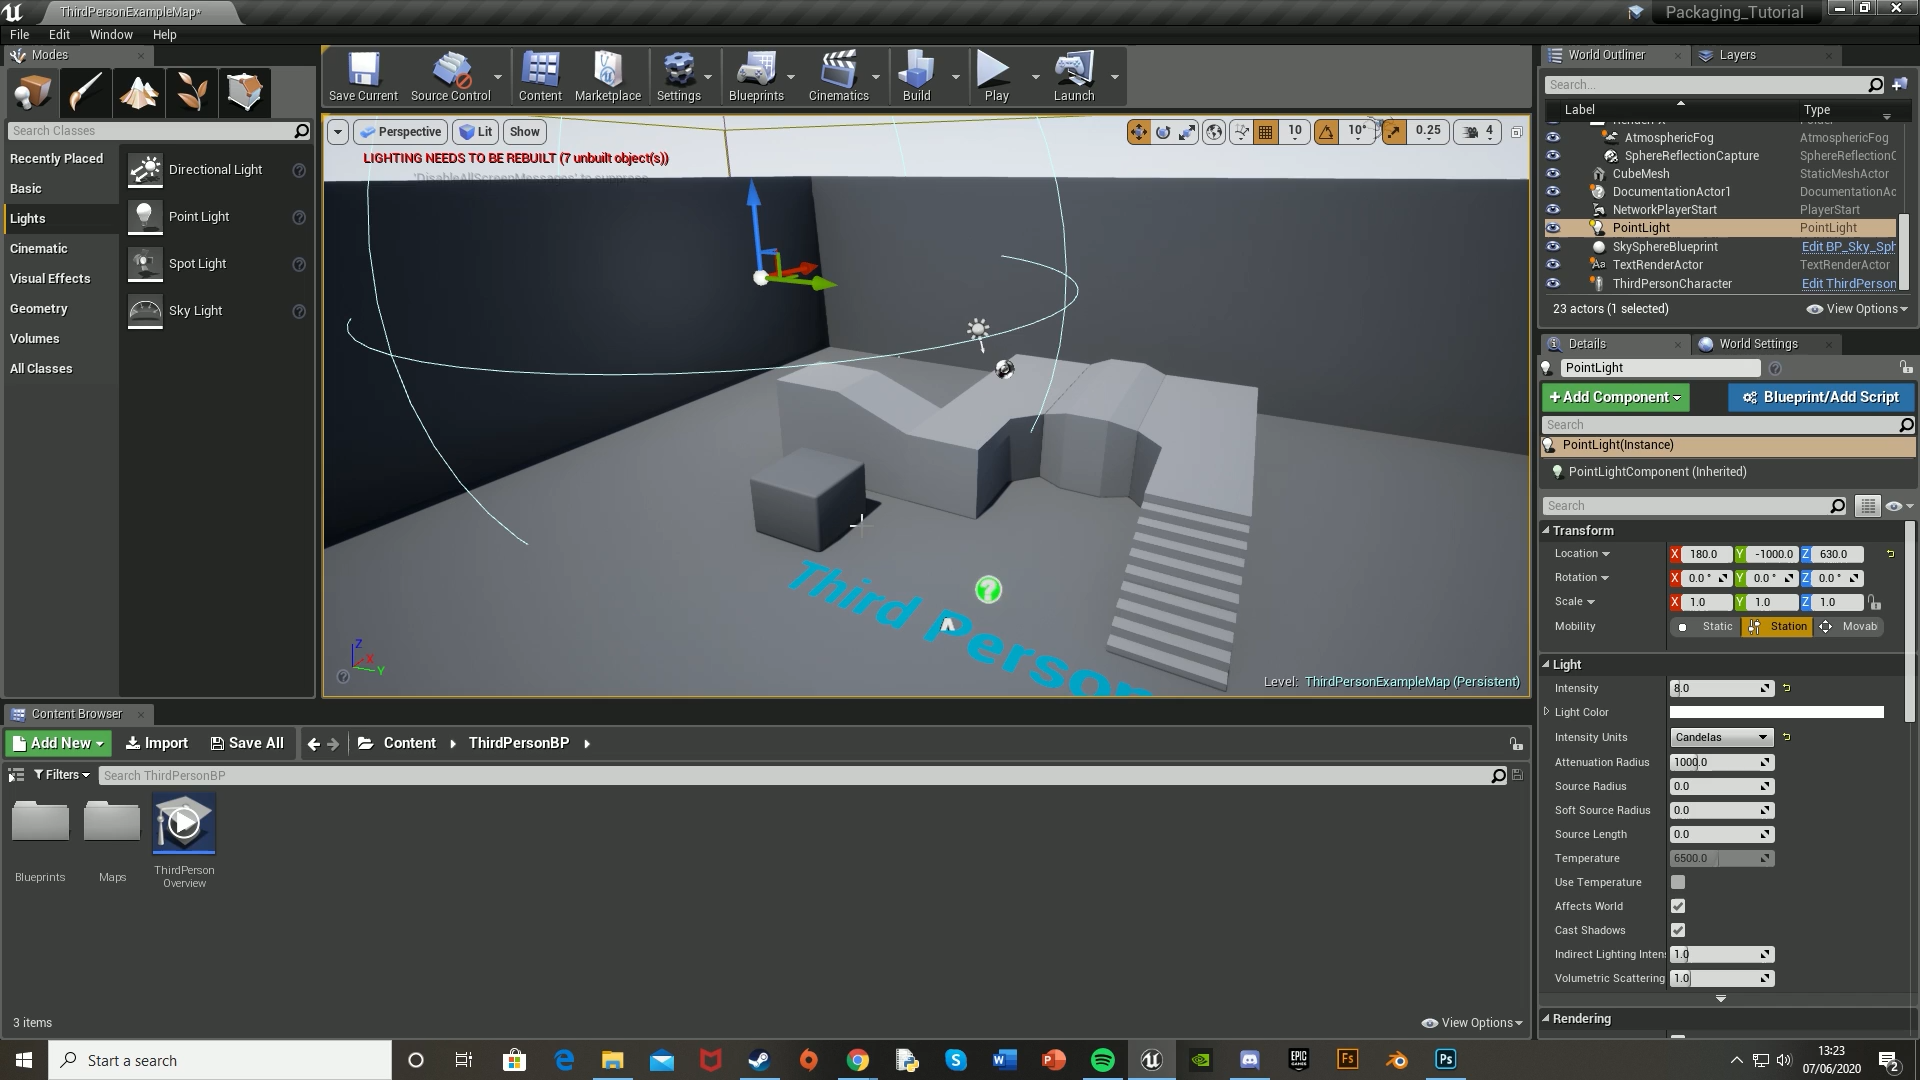 ThirdPersonExampleMap*
Packaging_Tutorial
File Edit Window Help
Modes
Search Classes
Recently Placed
Basic
Lights
Cinematic
Visual Effects
Geometry
Volumes
All Classes
Directional Light
Point Light
Spot Light
Sky Light
Save Current
Source Control
Content
Marketplace
Settings
Blueprints
Cinematics
Build
Play
Launch
Perspective
Lit
Show
10
10°
0.25
4
LIGHTING NEEDS TO BE REBUILT (7 unbuilt object(s))
'DisableAllScreenMessages' to suppress
Third Person
Z
X
Y
Level: ThirdPersonExampleMap (Persistent)
World Outliner
Layers
Search...
Label
Type
AtmosphericFog AtmosphericFog
SphereReflectionCapture SphereReflectionC
CubeMesh StaticMeshActor
DocumentationActor1 DocumentationAc
NetworkPlayerStart PlayerStart
PointLight PointLight
SkySphereBlueprint Edit BP_Sky_Sph
TextRenderActor TextRenderActor
ThirdPersonCharacter Edit ThirdPerson
23 actors (1 selected)
View Options
Details
World Settings
PointLight
+Add Component
Blueprint/Add Script
Search
PointLight(Instance)
PointLightComponent (Inherited)
Search
Transform
Location X 180.0 Y -1000.0 Z 630.0
Rotation X 0.0 ° Y 0.0 ° Z 0.0 °
Scale X 1.0 Y 1.0 Z 1.0
Mobility Static Station Movab
Light
Intensity 8.0
Light Color
Intensity Units Candelas
Attenuation Radius 1000.0
Source Radius 0.0
Soft Source Radius 0.0
Source Length 0.0
Temperature 6500.0
Use Temperature
Affects World
Cast Shadows
Indirect Lighting Inten 1.0
Volumetric Scattering 1.0
Rendering
Content Browser
Add New
Import
Save All
Content
ThirdPersonBP
Filters
Search ThirdPersonBP
Blueprints
Maps
ThirdPerson
Overview
3 items
View Options
Start a search
13:23
07/06/2020
2